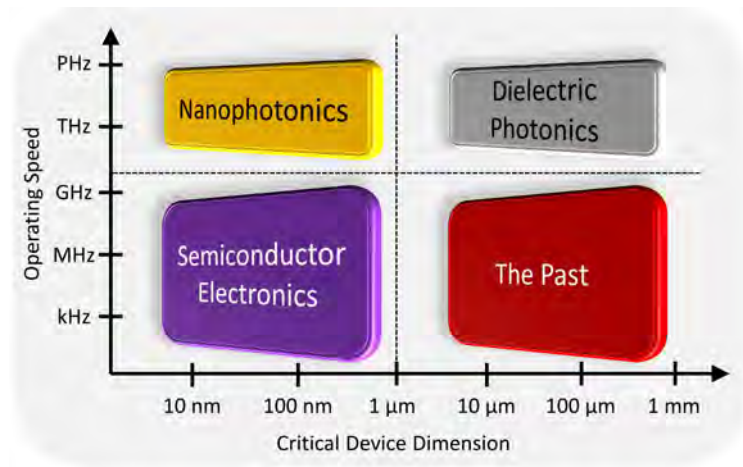 PHz
THz
GHz
MHz
kHz
Operating Speed
Nanophotonics
Dielectric
Photonics
Semiconductor
Electronics
The Past
10 nm
100 nm
1 µm
10 µm
100 µm
1 mm
Critical Device Dimension